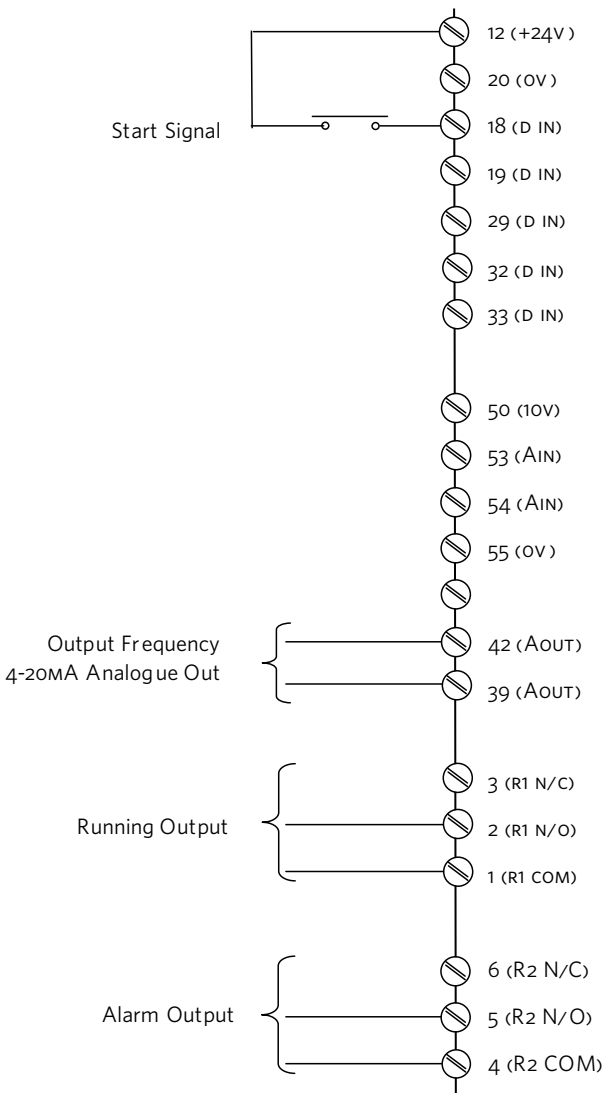 12 (+24V )
20 (0V )
Start Signal
18 (D IN)
19 (D IN)
29 (D IN)
32 (D IN)
33 (D IN)
50 (10V)
53 (AIN)
54 (AIN)
55 (0V )
Output Frequency
4-20MA Analogue Out
42 (AOUT)
39 (AOUT)
3 (R1 N/C)
Running Output
2 (R1 N/O)
1 (R1 COM)
6 (R2 N/C)
Alarm Output
5 (R2 N/O)
4 (R2 COM)